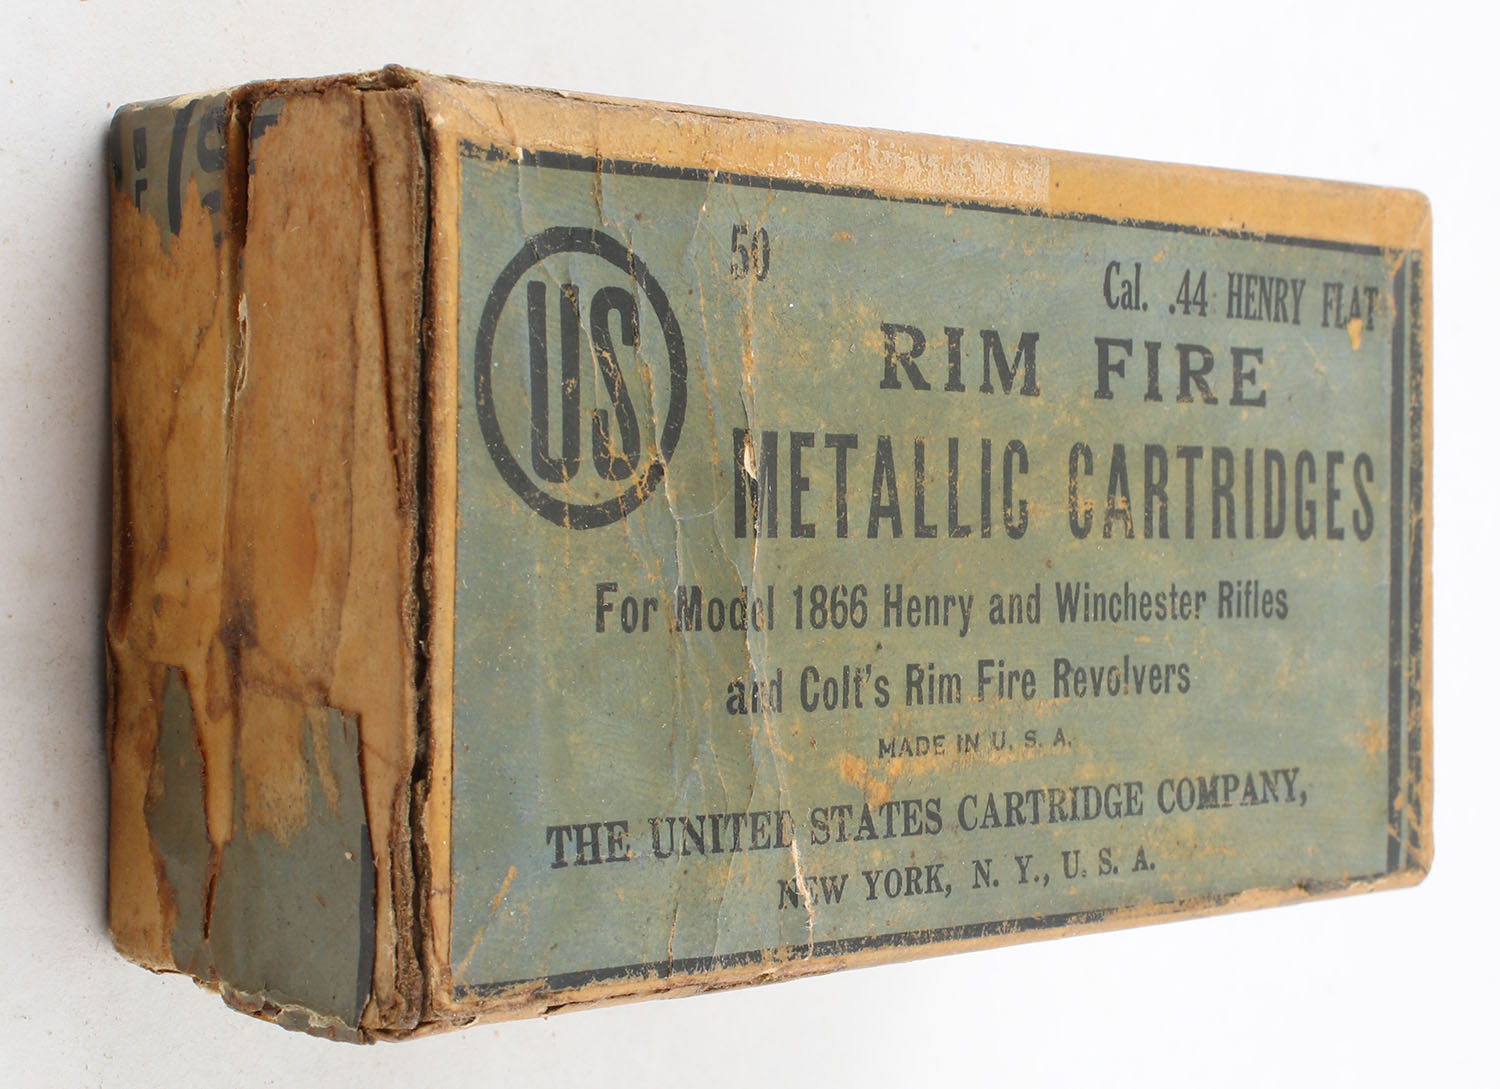 US
50
Cal. .44 HENRY FLAT
RIM FIRE
METALLIC CARTRIDGES
For Model 1866 Henry and Winchester Rifles
and Colt's Rim Fire Revolvers
MADE IN U. S. A.
THE UNITED STATES CARTRIDGE COMPANY,
NEW YORK, N. Y., U. S. A.